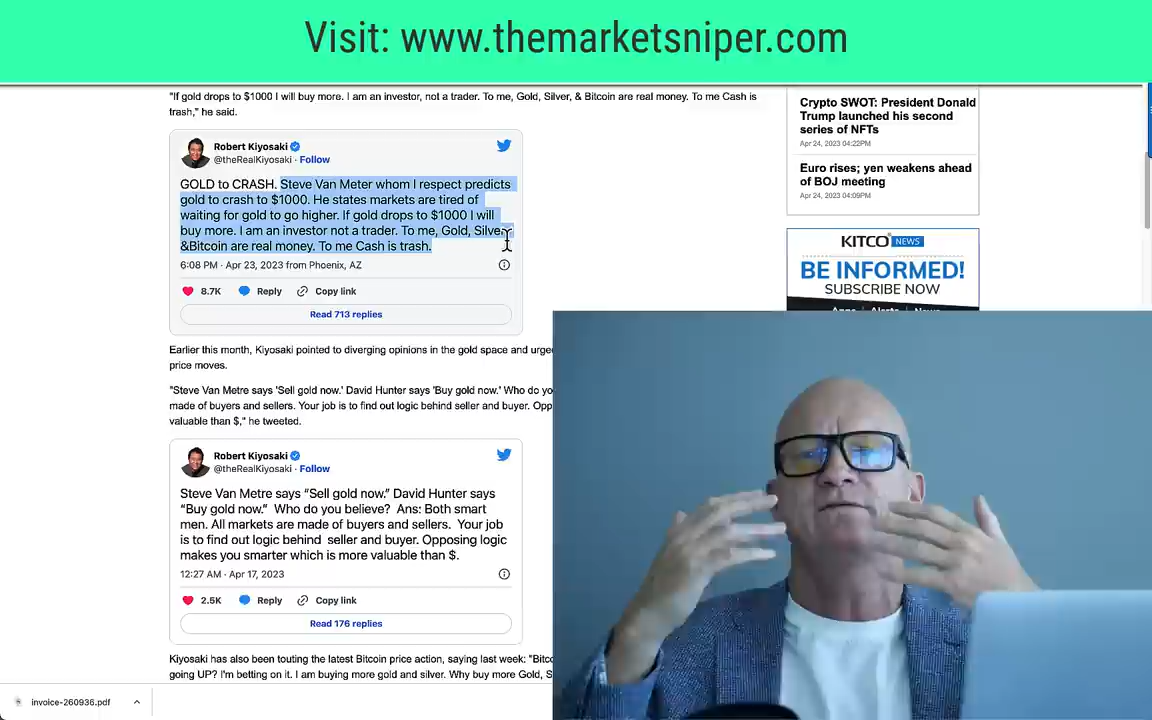 Visit: www.themarketsniper.com
"If gold drops to $1000 I will buy more. I am an investor, not a trader. To me, Gold, Silver, & Bitcoin are real money. To me Cash is
trash," he said.
Robert Kiyosaki
@theRealKiyosaki · Follow
GOLD to CRASH. Steve Van Meter whom I respect predicts
gold to crash to $1000. He states markets are tired of
waiting for gold to go higher. If gold drops to $1000 I will
buy more. I am an investor not a trader. To me, Gold, Silver
&Bitcoin are real money. To me Cash is trash.
6:08 PM · Apr 23, 2023 from Phoenix, AZ
8.7K Reply Copy link
Read 713 replies
Earlier this month, Kiyosaki pointed to diverging opinions in the gold space and urge
price moves.
"Steve Van Metre says 'Sell gold now.' David Hunter says 'Buy gold now.' Who do yo
made of buyers and sellers. Your job is to find out logic behind seller and buyer. Opp
valuable than $," he tweeted.
Robert Kiyosaki
@theRealKiyosaki · Follow
Steve Van Metre says “Sell gold now.” David Hunter says
“Buy gold now.” Who do you believe? Ans: Both smart
men. All markets are made of buyers and sellers. Your job
is to find out logic behind seller and buyer. Opposing logic
makes you smarter which is more valuable than $.
12:27 AM · Apr 17, 2023
2.5K Reply Copy link
Read 176 replies
Kiyosaki has also been touting the latest Bitcoin price action, saying last week: "Bitc
going UP? I'm betting on it. I am buying more gold and silver. Why buy more Gold, S
Crypto SWOT: President Donald
Trump launched his second
series of NFTs
Apr 24, 2023 04:22PM
Euro rises; yen weakens ahead
of BOJ meeting
Apr 24, 2023 04:09PM
KITCO NEWS
BE INFORMED!
SUBSCRIBE NOW
invoice-260936.pdf